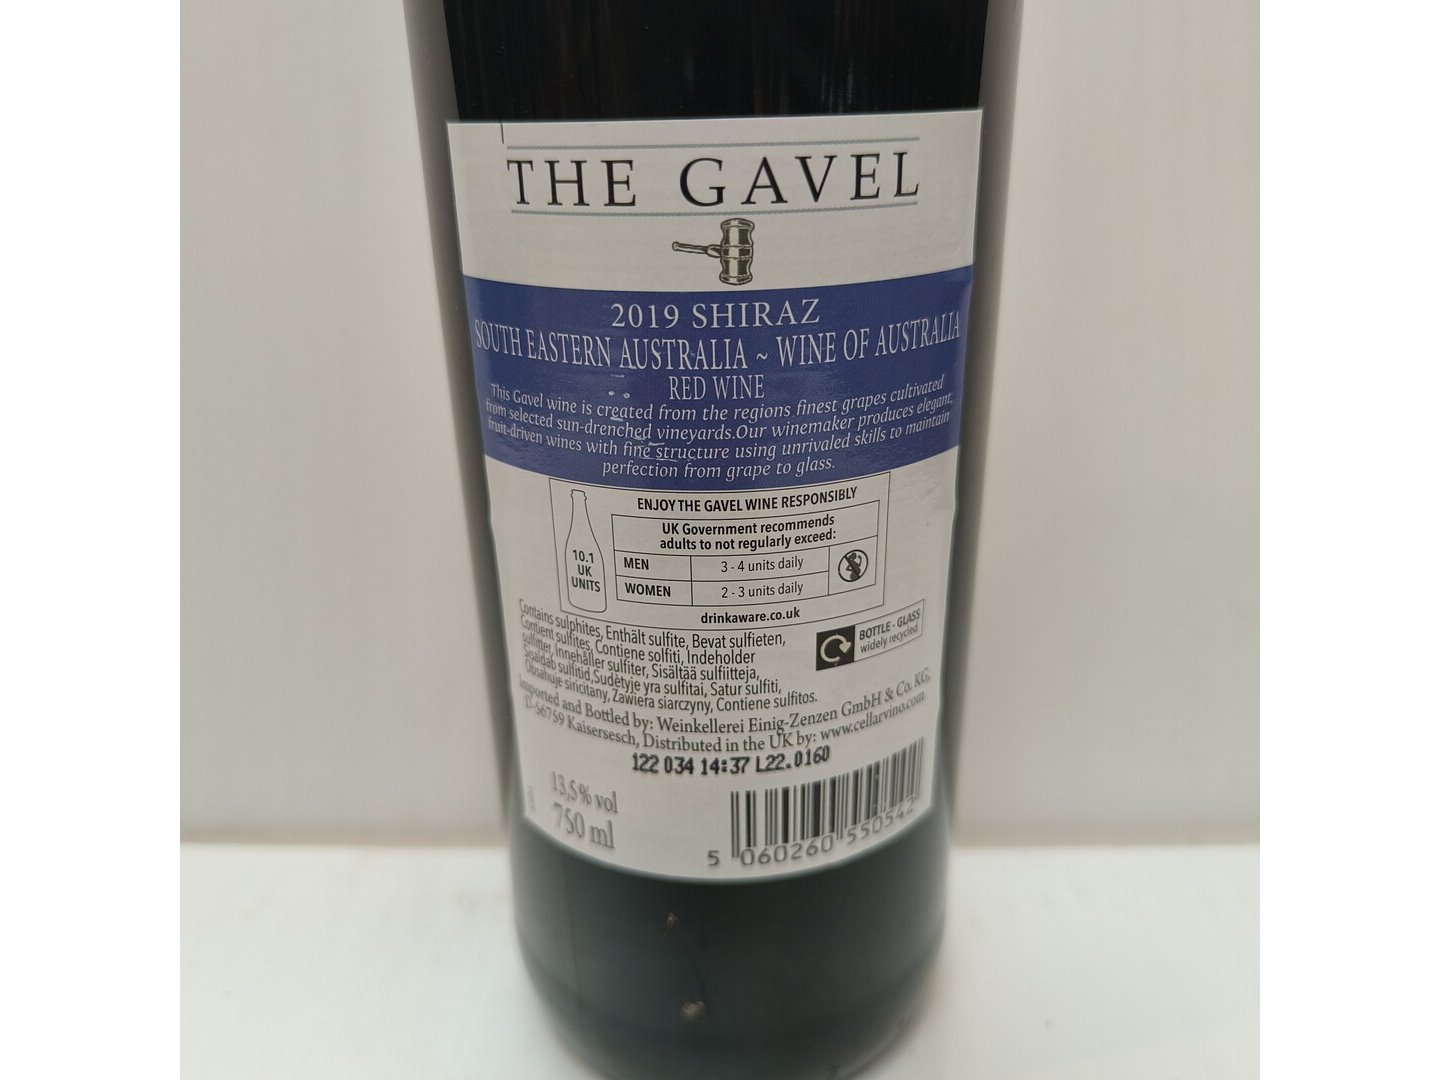 THE GAVEL
2019 SHIRAZ
SOUTH EASTERN AUSTRALIA ~ WINE OF AUSTRALIA
RED WINE
This Gavel wine is created from the regions finest grapes cultivated
from selected sun-drenched vineyards.Our winemaker produces elegant,
fruit-driven wines with fine structure using unrivaled skills to maintain
perfection from grape to glass.
ENJOY THE GAVEL WINE RESPONSIBLY
UK Government recommends
adults to not regularly exceed:
10.1
UK
UNITS
MEN 3 - 4 units daily
WOMEN 2 - 3 units daily
drinkaware.co.uk
Contains sulphites, Enthält sulfite, Bevat sulfieten,
Contient sulfites, Contiene solfiti, Indeholder
sulfitter, Innehåller sulfiter, Sisältää sulfiitteja,
Sisaldab sulfitid, Sudėtyje yra sulfitai, Satur sulfiti,
Obsahuje siricitany, Zawiera siarczyny, Contiene sulfitos.
BOTTLE - GLASS
widely recycled
Imported and Bottled by: Weinkellerei Einig-Zenzen GmbH & Co. KG,
D-56759 Kaisersesch, Distributed in the UK by: www.cellarvino.com
122 034 14:37 L22.0160
13,5% vol
750 ml
5 060260 550542